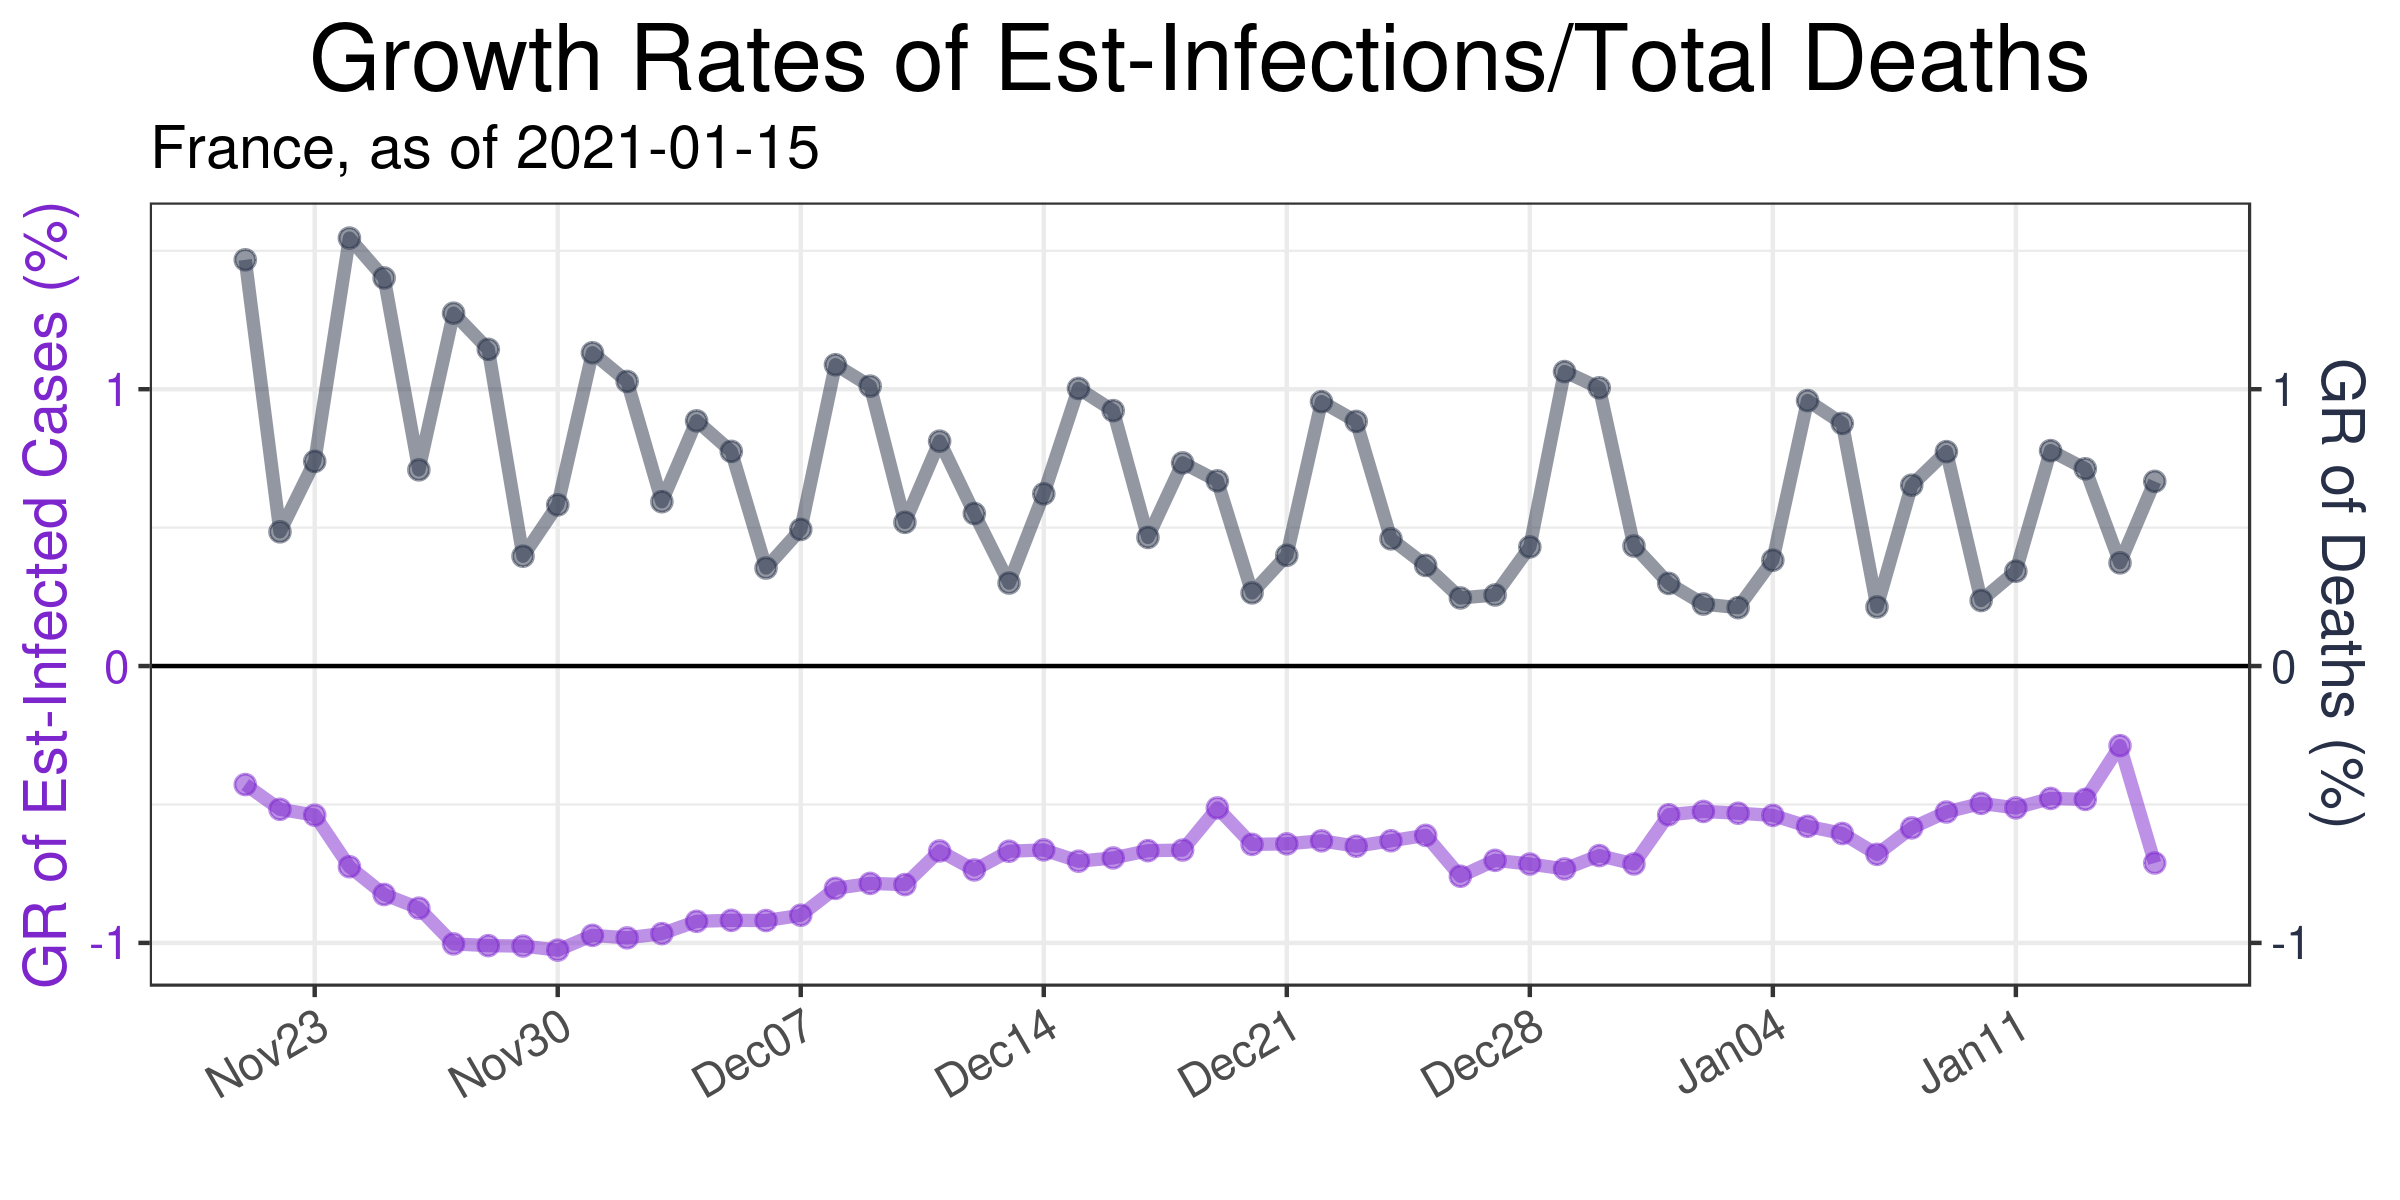 Growth Rates of Est-Infections/Total Deaths
France, as of 2021-01-15
GR of Est-Infected Cases (%)
1
0
-1
1
0
-1
GR of Deaths (%)
Nov23
Nov30
Dec07
Dec14
Dec21
Dec28
Jan04
Jan11